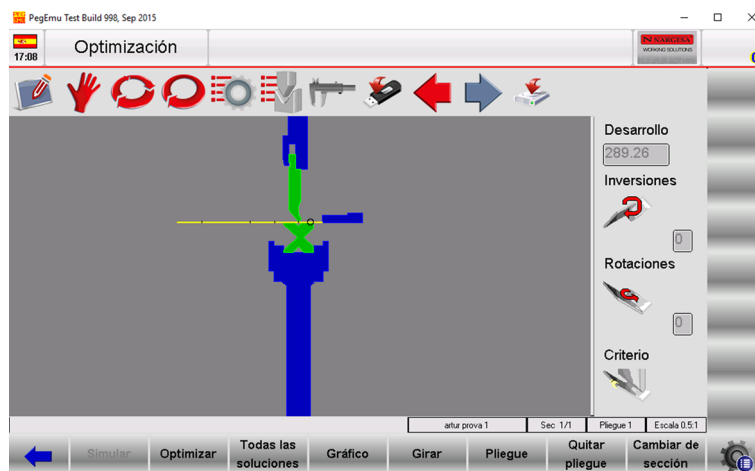 PegEmu Test Build 998, Sep 2015
17:08
Optimización
NARGESA
WORKING SOLUTIONS
Desarrollo
289.26
Inversiones
0
Rotaciones
0
Criterio
artur prova 1
Sec 1/1
Pliegue 1
Escala 0.5:1
Simular
Optimizar
Todas las
soluciones
Gráfico
Girar
Pliegue
Quitar
pliegue
Cambiar de
sección